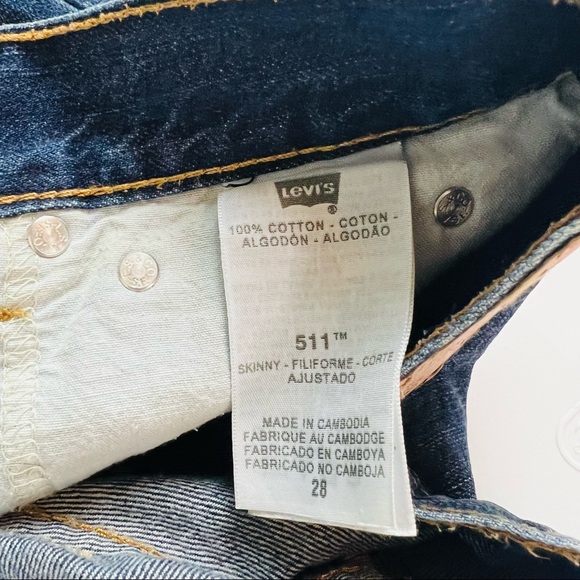 LEVI'S
®
100% COTTON - COTON -
ALGODÓN - ALGODÃO
511™
SKINNY - FILIFORME - CORTE
AJUSTADO
MADE IN CAMBODIA
FABRIQUE AU CAMBODGE
FABRICADO EN CAMBOYA
FABRICADO NO CAMBOJA
28